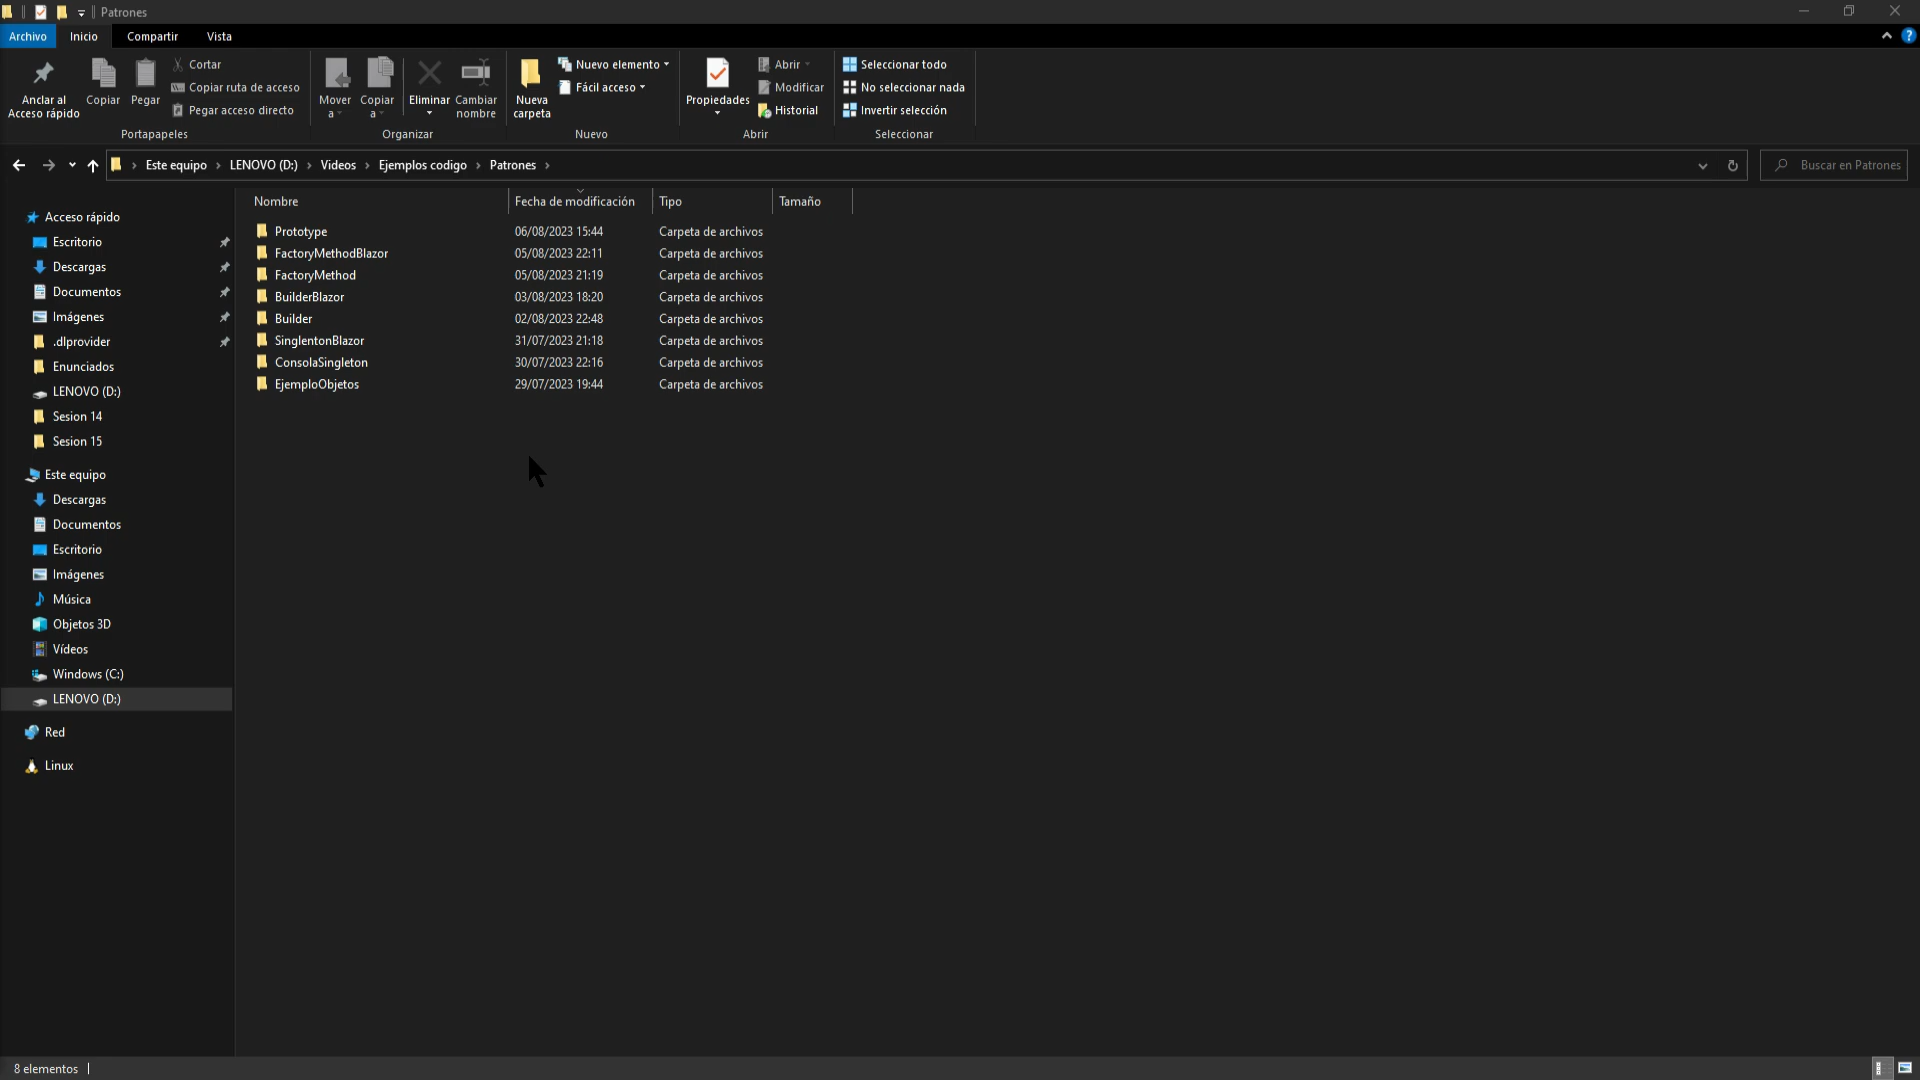 Patrones
Archivo Inicio Compartir Vista
Anclar al Acceso rápido
Copiar
Pegar
Cortar
Copiar ruta de acceso
Pegar acceso directo
Portapapeles
Mover a
Copiar a
Eliminar
Cambiar nombre
Organizar
Nueva carpeta
Nuevo elemento
Fácil acceso
Nuevo
Propiedades
Abrir
Modificar
Historial
Abrir
Seleccionar todo
No seleccionar nada
Invertir selección
Seleccionar
Este equipo > LENOVO (D:) > Videos > Ejemplos codigo > Patrones >
Buscar en Patrones
Acceso rápido
Escritorio
Descargas
Documentos
Imágenes
.dlprovider
Enunciados
LENOVO (D:)
Sesion 14
Sesion 15
Este equipo
Descargas
Documentos
Escritorio
Imágenes
Música
Objetos 3D
Vídeos
Windows (C:)
LENOVO (D:)
Red
Linux
Nombre Fecha de modificación Tipo Tamaño
Prototype 06/08/2023 15:44 Carpeta de archivos
FactoryMethodBlazor 05/08/2023 22:11 Carpeta de archivos
FactoryMethod 05/08/2023 21:19 Carpeta de archivos
BuilderBlazor 03/08/2023 18:20 Carpeta de archivos
Builder 02/08/2023 22:48 Carpeta de archivos
SinglentonBlazor 31/07/2023 21:18 Carpeta de archivos
ConsolaSingleton 30/07/2023 22:16 Carpeta de archivos
EjemploObjetos 29/07/2023 19:44 Carpeta de archivos
8 elementos